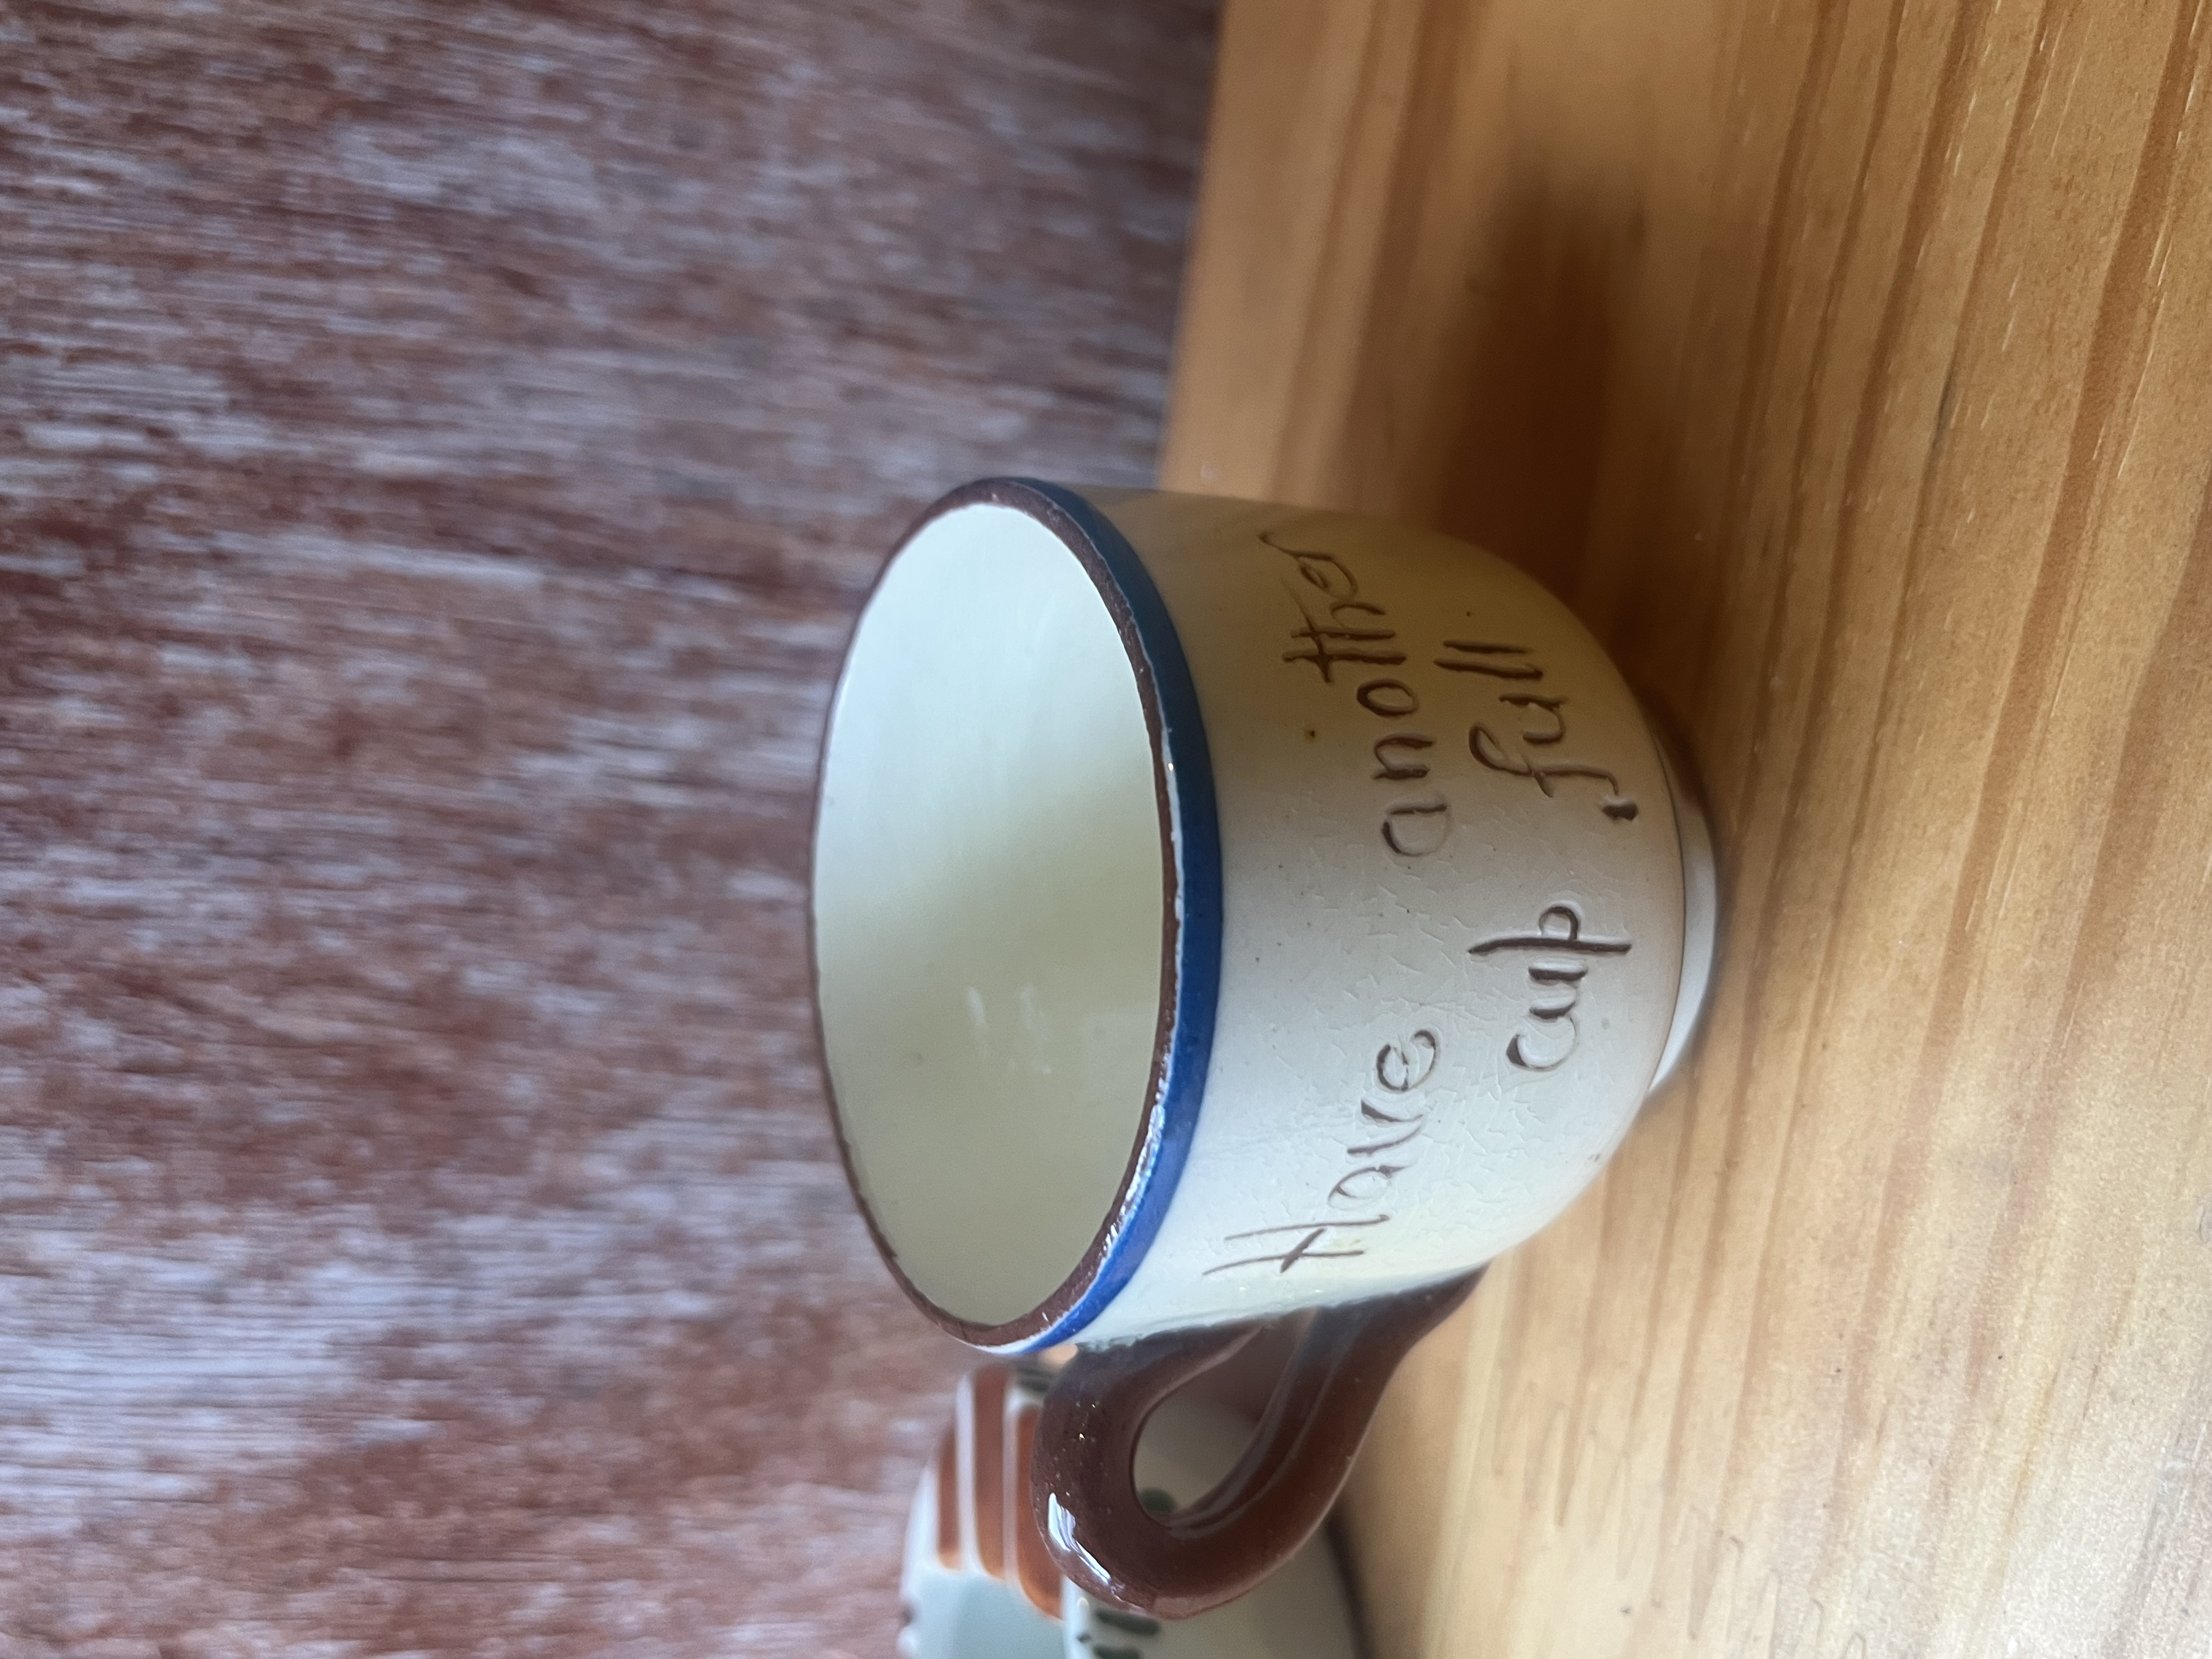 Have another
cup full